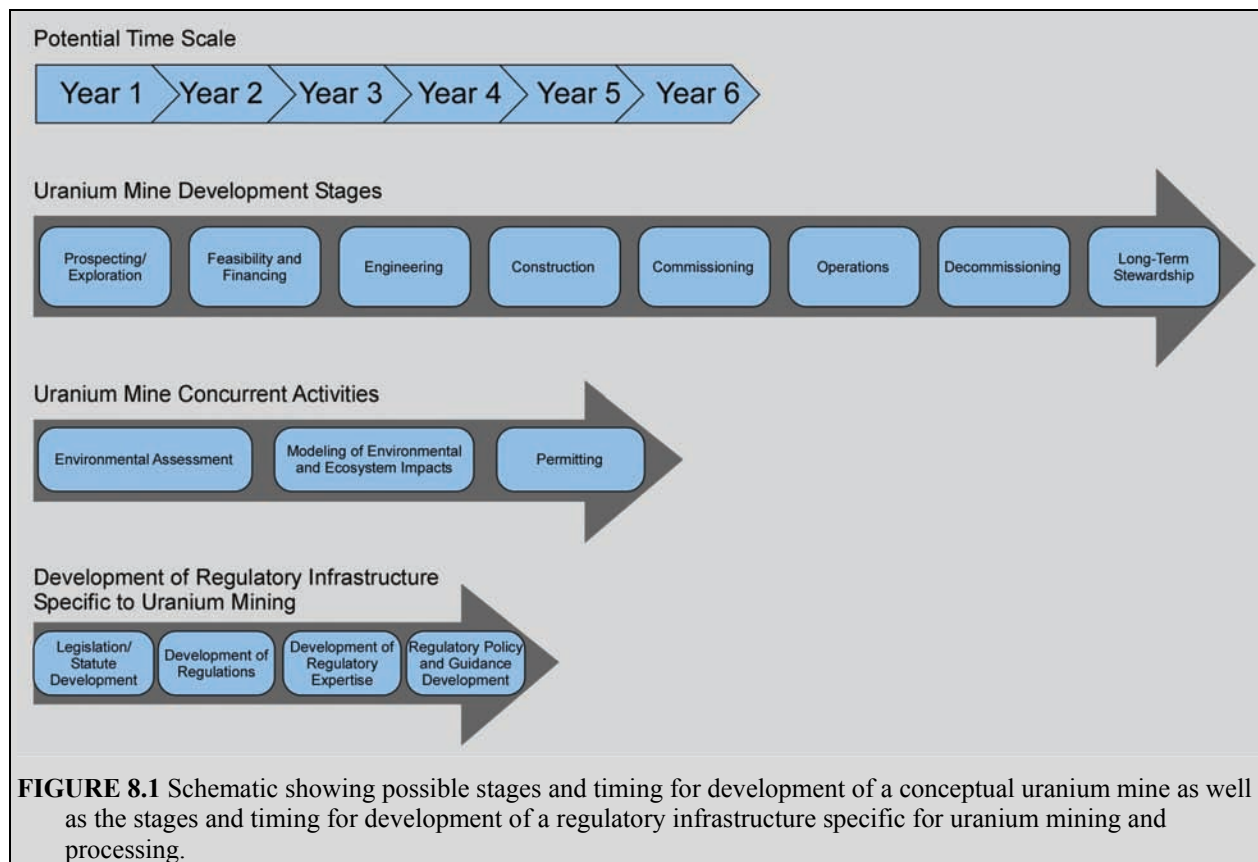 Potential Time Scale
Year 1 Year 2 Year 3 Year 4 Year 5 Year 6
Uranium Mine Development Stages
Prospecting/
Exploration
Feasibility and
Financing
Engineering
Construction
Commissioning
Operations
Decommissioning
Long-Term
Stewardship
Uranium Mine Concurrent Activities
Environmental Assessment
Modeling of Environmental
and Ecosystem Impacts
Permitting
Development of Regulatory Infrastructure
Specific to Uranium Mining
Legislation/
Statute
Development
Development of
Regulations
Development of
Regulatory
Expertise
Regulatory Policy
and Guidance
Development
FIGURE 8.1 Schematic showing possible stages and timing for development of a conceptual uranium mine as well
as the stages and timing for development of a regulatory infrastructure specific for uranium mining and
processing.